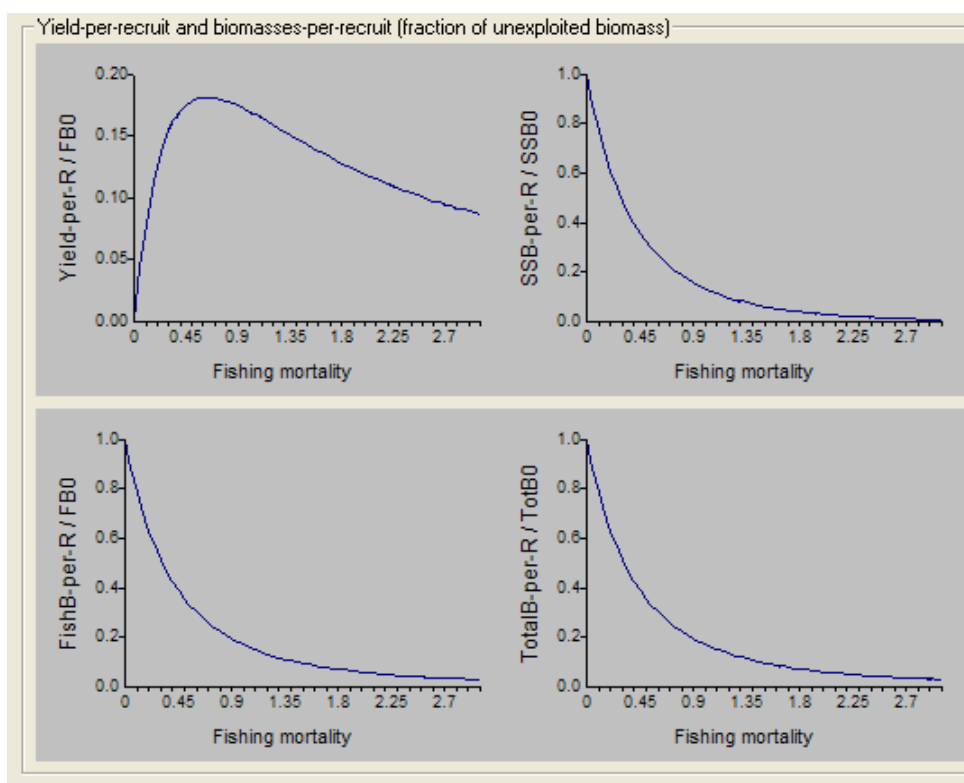 Yield-per-recruit and biomasses-per-recruit (fraction of unexploited biomass)
Yield-per-R / FB0
0.20
0.15
0.10
0.05
0.00
0 0.45 0.9 1.35 1.8 2.25 2.7
Fishing mortality
SSB-per-R / SSB0
1.0
0.8
0.6
0.4
0.2
0.0
0 0.45 0.9 1.35 1.8 2.25 2.7
Fishing mortality
FishB-per-R / FB0
1.0
0.8
0.6
0.4
0.2
0.0
0 0.45 0.9 1.35 1.8 2.25 2.7
Fishing mortality
TotalB-per-R / TotB0
1.0
0.8
0.6
0.4
0.2
0.0
0 0.45 0.9 1.35 1.8 2.25 2.7
Fishing mortality